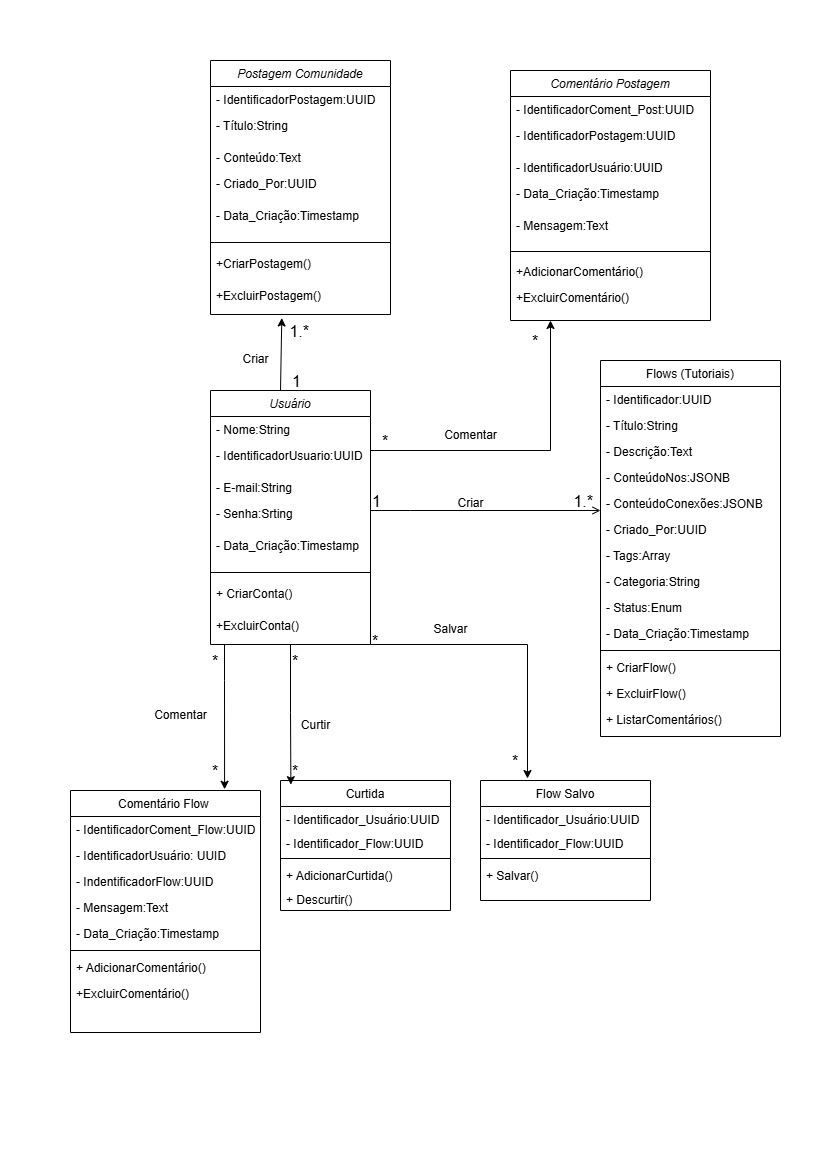 Postagem Comunidade
- IdentificadorPostagem:UUID
- Título:String
- Conteúdo:Text
- Criado_Por:UUID
- Data_Criação:Timestamp
+CriarPostagem()
+ExcluirPostagem()
Comentário Postagem
- IdentificadorComent_Post:UUID
- IdentificadorPostagem:UUID
- IdentificadorUsuário:UUID
- Data_Criação:Timestamp
- Mensagem:Text
+AdicionarComentário()
+ExcluirComentário()
1.*
Criar
1
*
Usuário
- Nome:String
- IdentificadorUsuario:UUID
- E-mail:String
- Senha:Srting
- Data_Criação:Timestamp
+ CriarConta()
+ExcluirConta()
*
Comentar
1
Criar
1.*
Flows (Tutoriais)
- Identificador:UUID
- Título:String
- Descrição:Text
- ConteúdoNos:JSONB
- ConteúdoConexões:JSONB
- Criado_Por:UUID
- Tags:Array
- Categoria:String
- Status:Enum
- Data_Criação:Timestamp
+ CriarFlow()
+ ExcluirFlow()
+ ListarComentários()
*
Salvar
*
*
*
Comentar
Curtir
*
*
*
Comentário Flow
- IdentificadorComent_Flow:UUID
- IdentificadorUsuário: UUID
- IndentificadorFlow:UUID
- Mensagem:Text
- Data_Criação:Timestamp
+ AdicionarComentário()
+ExcluirComentário()
Curtida
- Identificador_Usuário:UUID
- Identificador_Flow:UUID
+ AdicionarCurtida()
+ Descurtir()
Flow Salvo
- Identificador_Usuário:UUID
- Identificador_Flow:UUID
+ Salvar()